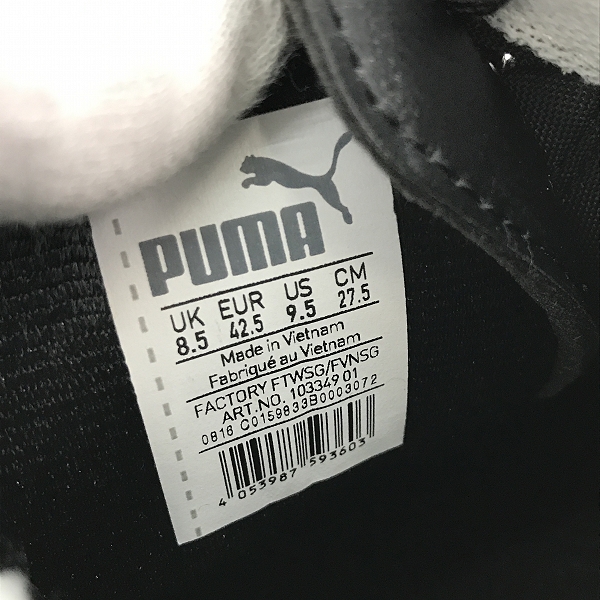 PUMA
UK EUR US CM
8.5 42.5 9.5 27.5
Made in Vietnam
Fabriqué au Vietnam
FACTORY FTWSG/FVNSG
ART.NO. 103349 01
0816 C0159833B0003072
4 053987 593603